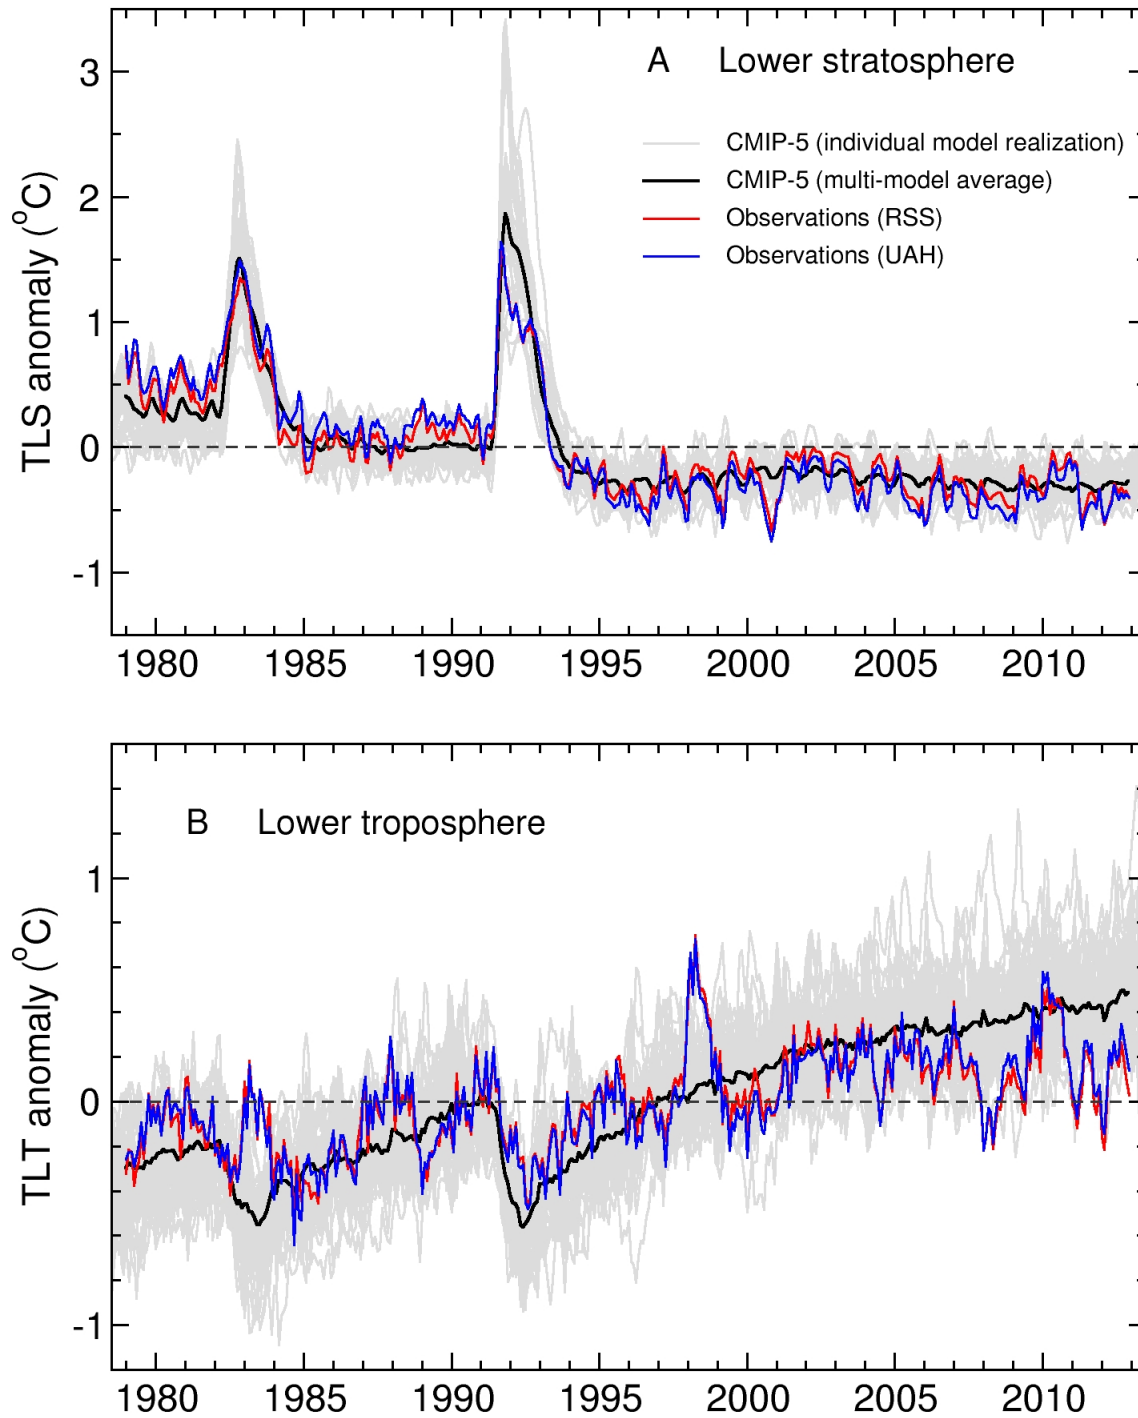 A Lower stratosphere
3
CMIP-5 (individual model realization)
CMIP-5 (multi-model average)
2
Observations (RSS)
Observations (UAH)
TLS anomaly (°C)
1
0
-1
1980 1985 1990 1995 2000 2005 2010
B Lower troposphere
1
TLT anomaly (°C)
0
-1
1980 1985 1990 1995 2000 2005 2010